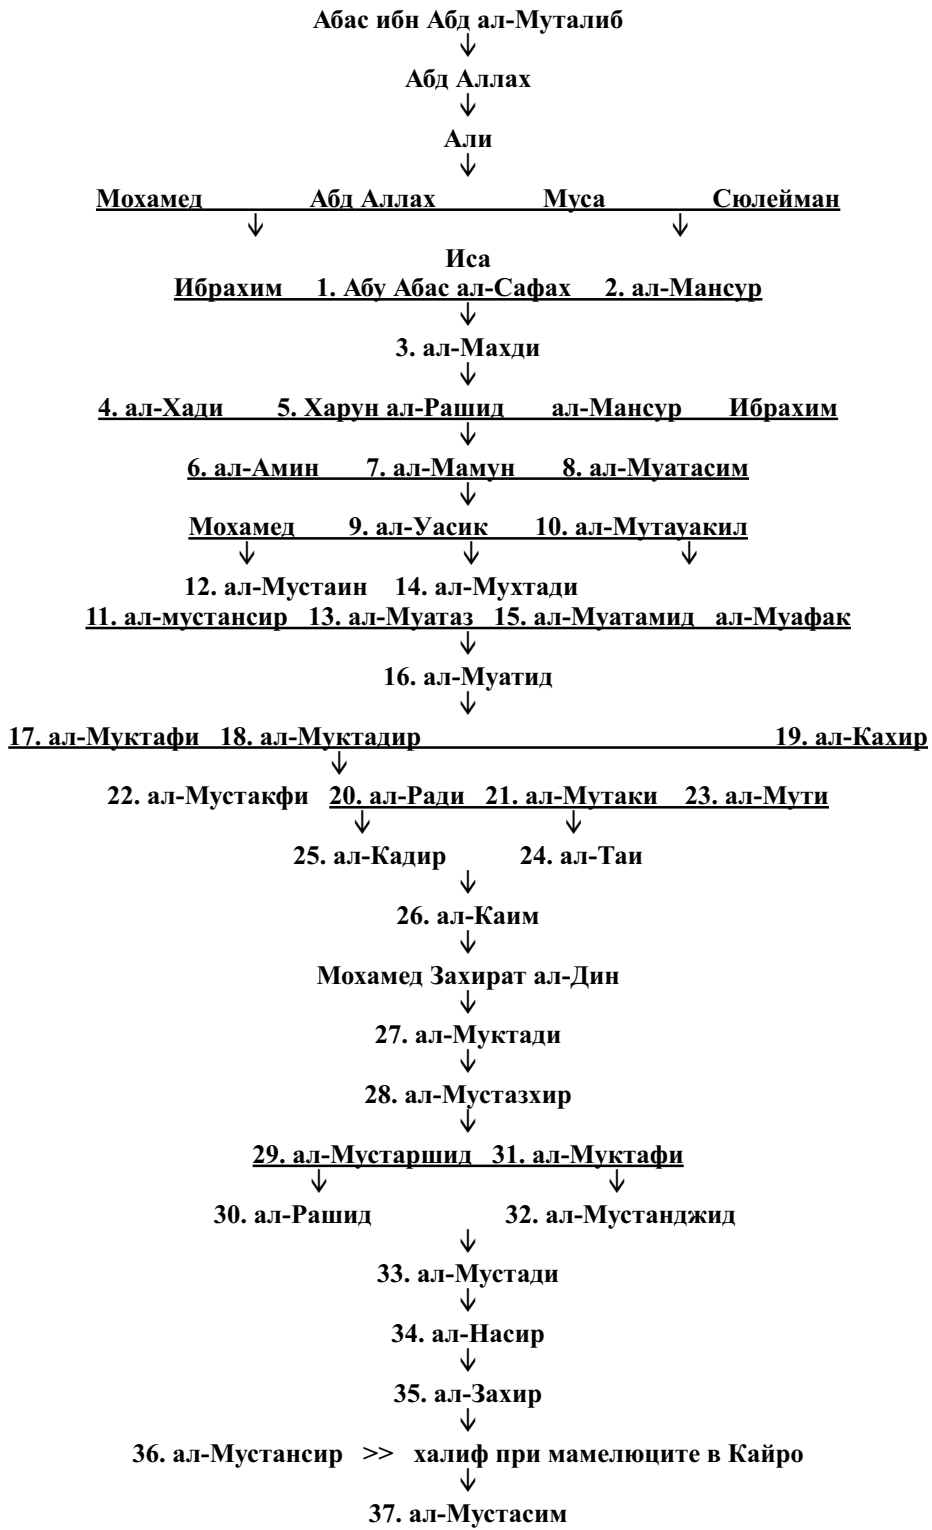 Абас ибн Абд ал-Муталиб
Абд Аллах
Али
Мохамед Абд Аллах Муса Сюлейман
Иса
Ибрахим 1. Абу Абас ал-Сафах 2. ал-Мансур
3. ал-Махди
4. ал-Хади 5. Харун ал-Рашид ал-Мансур Ибрахим
6. ал-Амин 7. ал-Мамун 8. ал-Муатасим
Мохамед 9. ал-Уасик 10. ал-Мутауакил
12. ал-Мустаин 14. ал-Мухтади
11. ал-мустансир 13. ал-Муатаз 15. ал-Муатамид ал-Муафак
16. ал-Муатид
17. ал-Муктафи 18. ал-Муктадир 19. ал-Кахир
22. ал-Мустакфи 20. ал-Ради 21. ал-Мутаки 23. ал-Мути
25. ал-Кадир 24. ал-Таи
26. ал-Каим
Мохамед Захират ал-Дин
27. ал-Муктади
28. ал-Мустазхир
29. ал-Мустаршид 31. ал-Муктафи
30. ал-Рашид 32. ал-Мустанджид
33. ал-Мустади
34. ал-Насир
35. ал-Захир
36. ал-Мустансир >> халиф при мамелюците в Кайро
37. ал-Мустасим